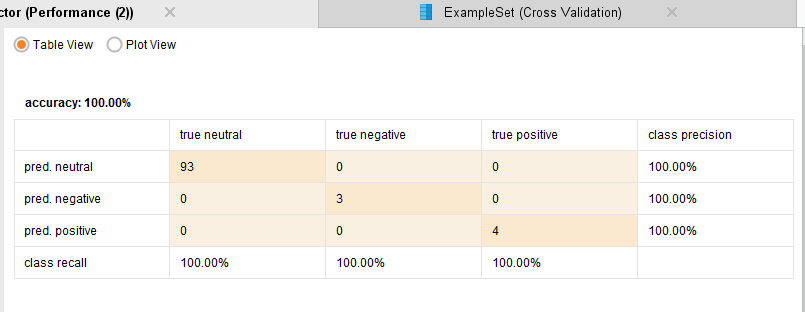 ctor (Performance (2)) ExampleSet (Cross Validation)
Table View Plot View
accuracy: 100.00%
true neutral true negative true positive class precision
pred. neutral 93 0 0 100.00%
pred. negative 0 3 0 100.00%
pred. positive 0 0 4 100.00%
class recall 100.00% 100.00% 100.00%